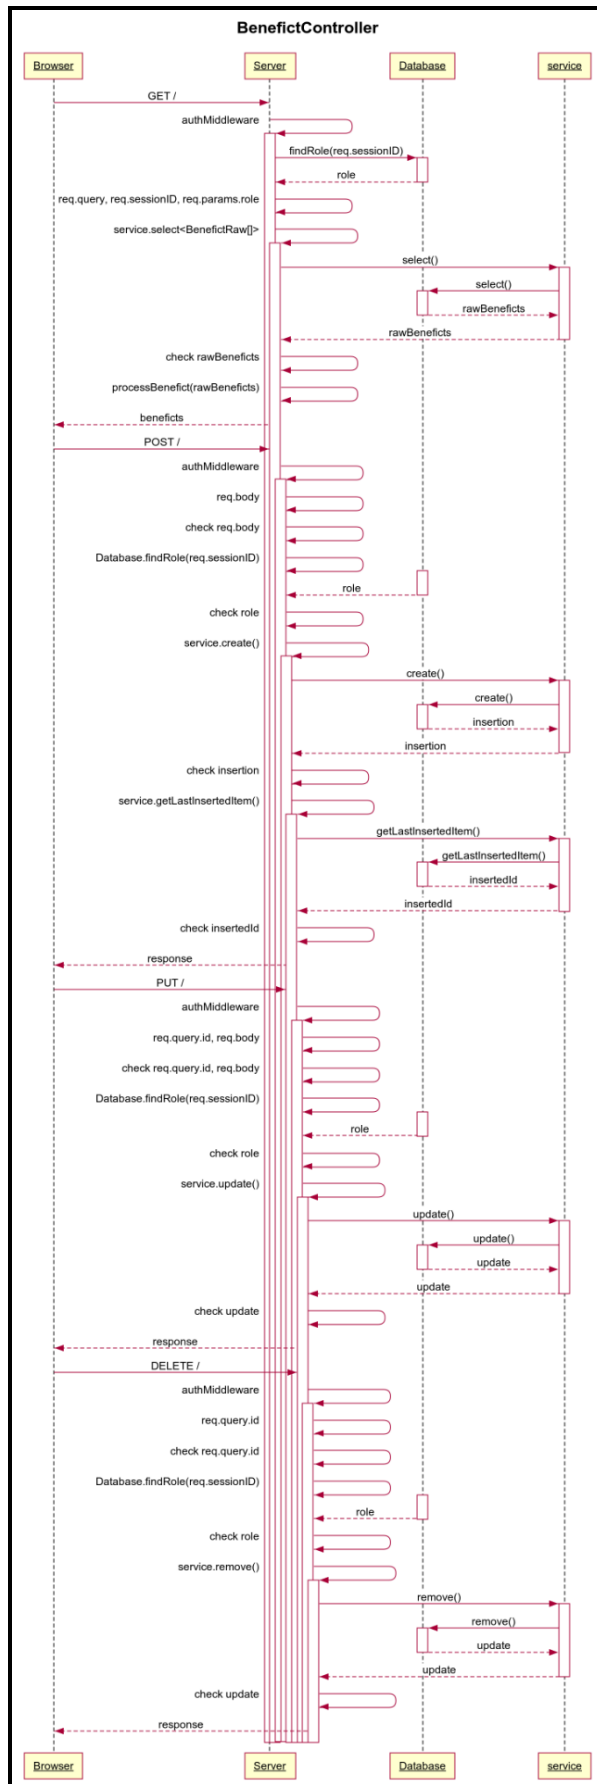 BenefictController
Browser Server Database service
GET /
authMiddleware
findRole(req.sessionID)
role
req.query, req.sessionID, req.params.role
service.select<BenefictRaw[]>
select()
select()
rawBeneficts
rawBeneficts
check rawBeneficts
processBenefict(rawBeneficts)
beneficts
POST /
authMiddleware
req.body
check req.body
Database.findRole(req.sessionID)
role
check role
service.create()
create()
create()
insertion
insertion
check insertion
service.getLastInsertedItem()
getLastInsertedItem()
getLastInsertedItem()
insertedId
insertedId
check insertedId
response
PUT /
authMiddleware
req.query.id, req.body
check req.query.id, req.body
Database.findRole(req.sessionID)
role
check role
service.update()
update()
update()
update
update
check update
response
DELETE /
authMiddleware
req.query.id
check req.query.id
Database.findRole(req.sessionID)
role
check role
service.remove()
remove()
remove()
update
update
check update
response
Browser Server Database service